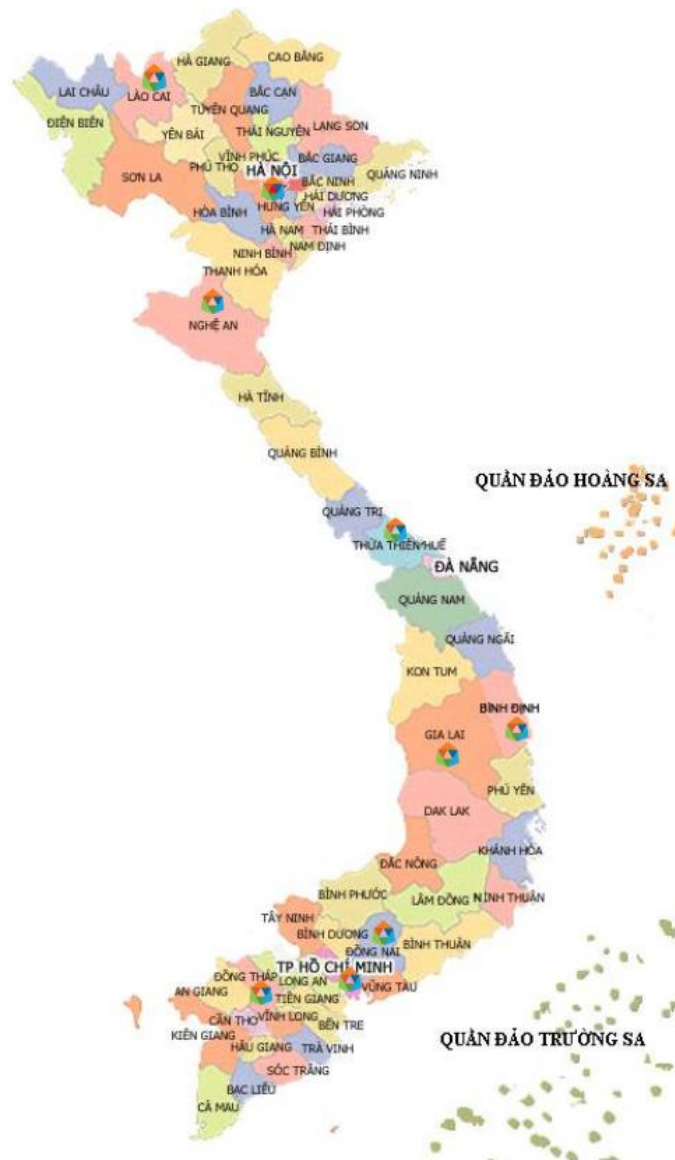 HÀ GIANG
CAO BẰNG
LAI CHÂU
LÀO CAI
BẮC CẠN
TUYÊN QUANG
ĐIỆN BIÊN
YÊN BÁI
THÁI NGUYÊN
LẠNG SƠN
VĨNH PHÚC
BẮC GIANG
PHÚ THỌ
HÀ NỘI
SƠN LA
BẮC NINH
QUẢNG NINH
HẢI DƯƠNG
HƯNG YÊN
HÒA BÌNH
HẢI PHÒNG
HÀ NAM
THÁI BÌNH
NAM ĐỊNH
NINH BÌNH
THANH HÓA
NGHỆ AN
HÀ TĨNH
QUẢNG BÌNH
QUẦN ĐẢO HOÀNG SA
QUẢNG TRỊ
THỪA THIÊN HUẾ
ĐÀ NẴNG
QUẢNG NAM
QUẢNG NGÃI
KON TUM
BÌNH ĐỊNH
GIA LAI
PHÚ YÊN
DAK LAK
KHÁNH HÒA
ĐẮC NÔNG
BÌNH PHƯỚC
LÂM ĐỒNG
NINH THUẬN
TÂY NINH
BÌNH DƯƠNG
BÌNH THUẬN
ĐỒNG NAI
TP HỒ CHÍ MINH
ĐỒNG THÁP
LONG AN
VŨNG TÀU
AN GIANG
TIỀN GIANG
CẦN THƠ
VĨNH LONG
BẾN TRE
KIÊN GIANG
HẬU GIANG
TRÀ VINH
QUẦN ĐẢO TRƯỜNG SA
SÓC TRĂNG
BẠC LIÊU
CÀ MAU